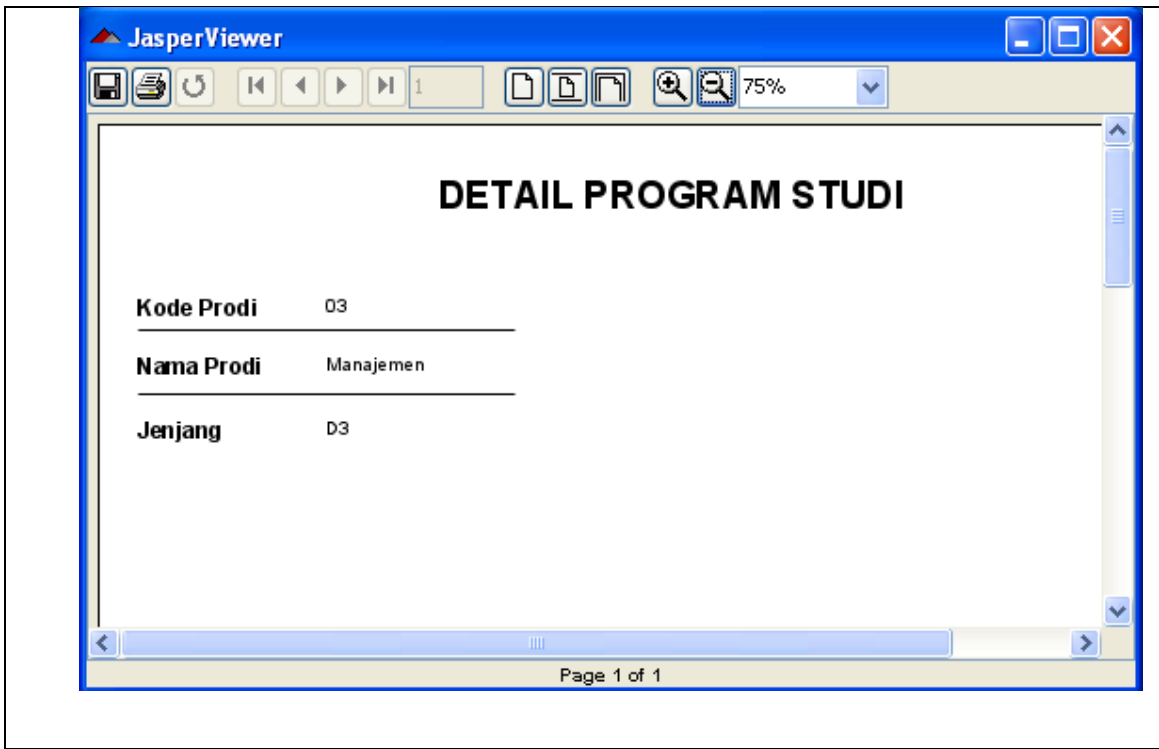 JasperViewer
1
75%
DETAIL PROGRAM STUDI
Kode Prodi 03
Nama Prodi Manajemen
Jenjang D3
Page 1 of 1